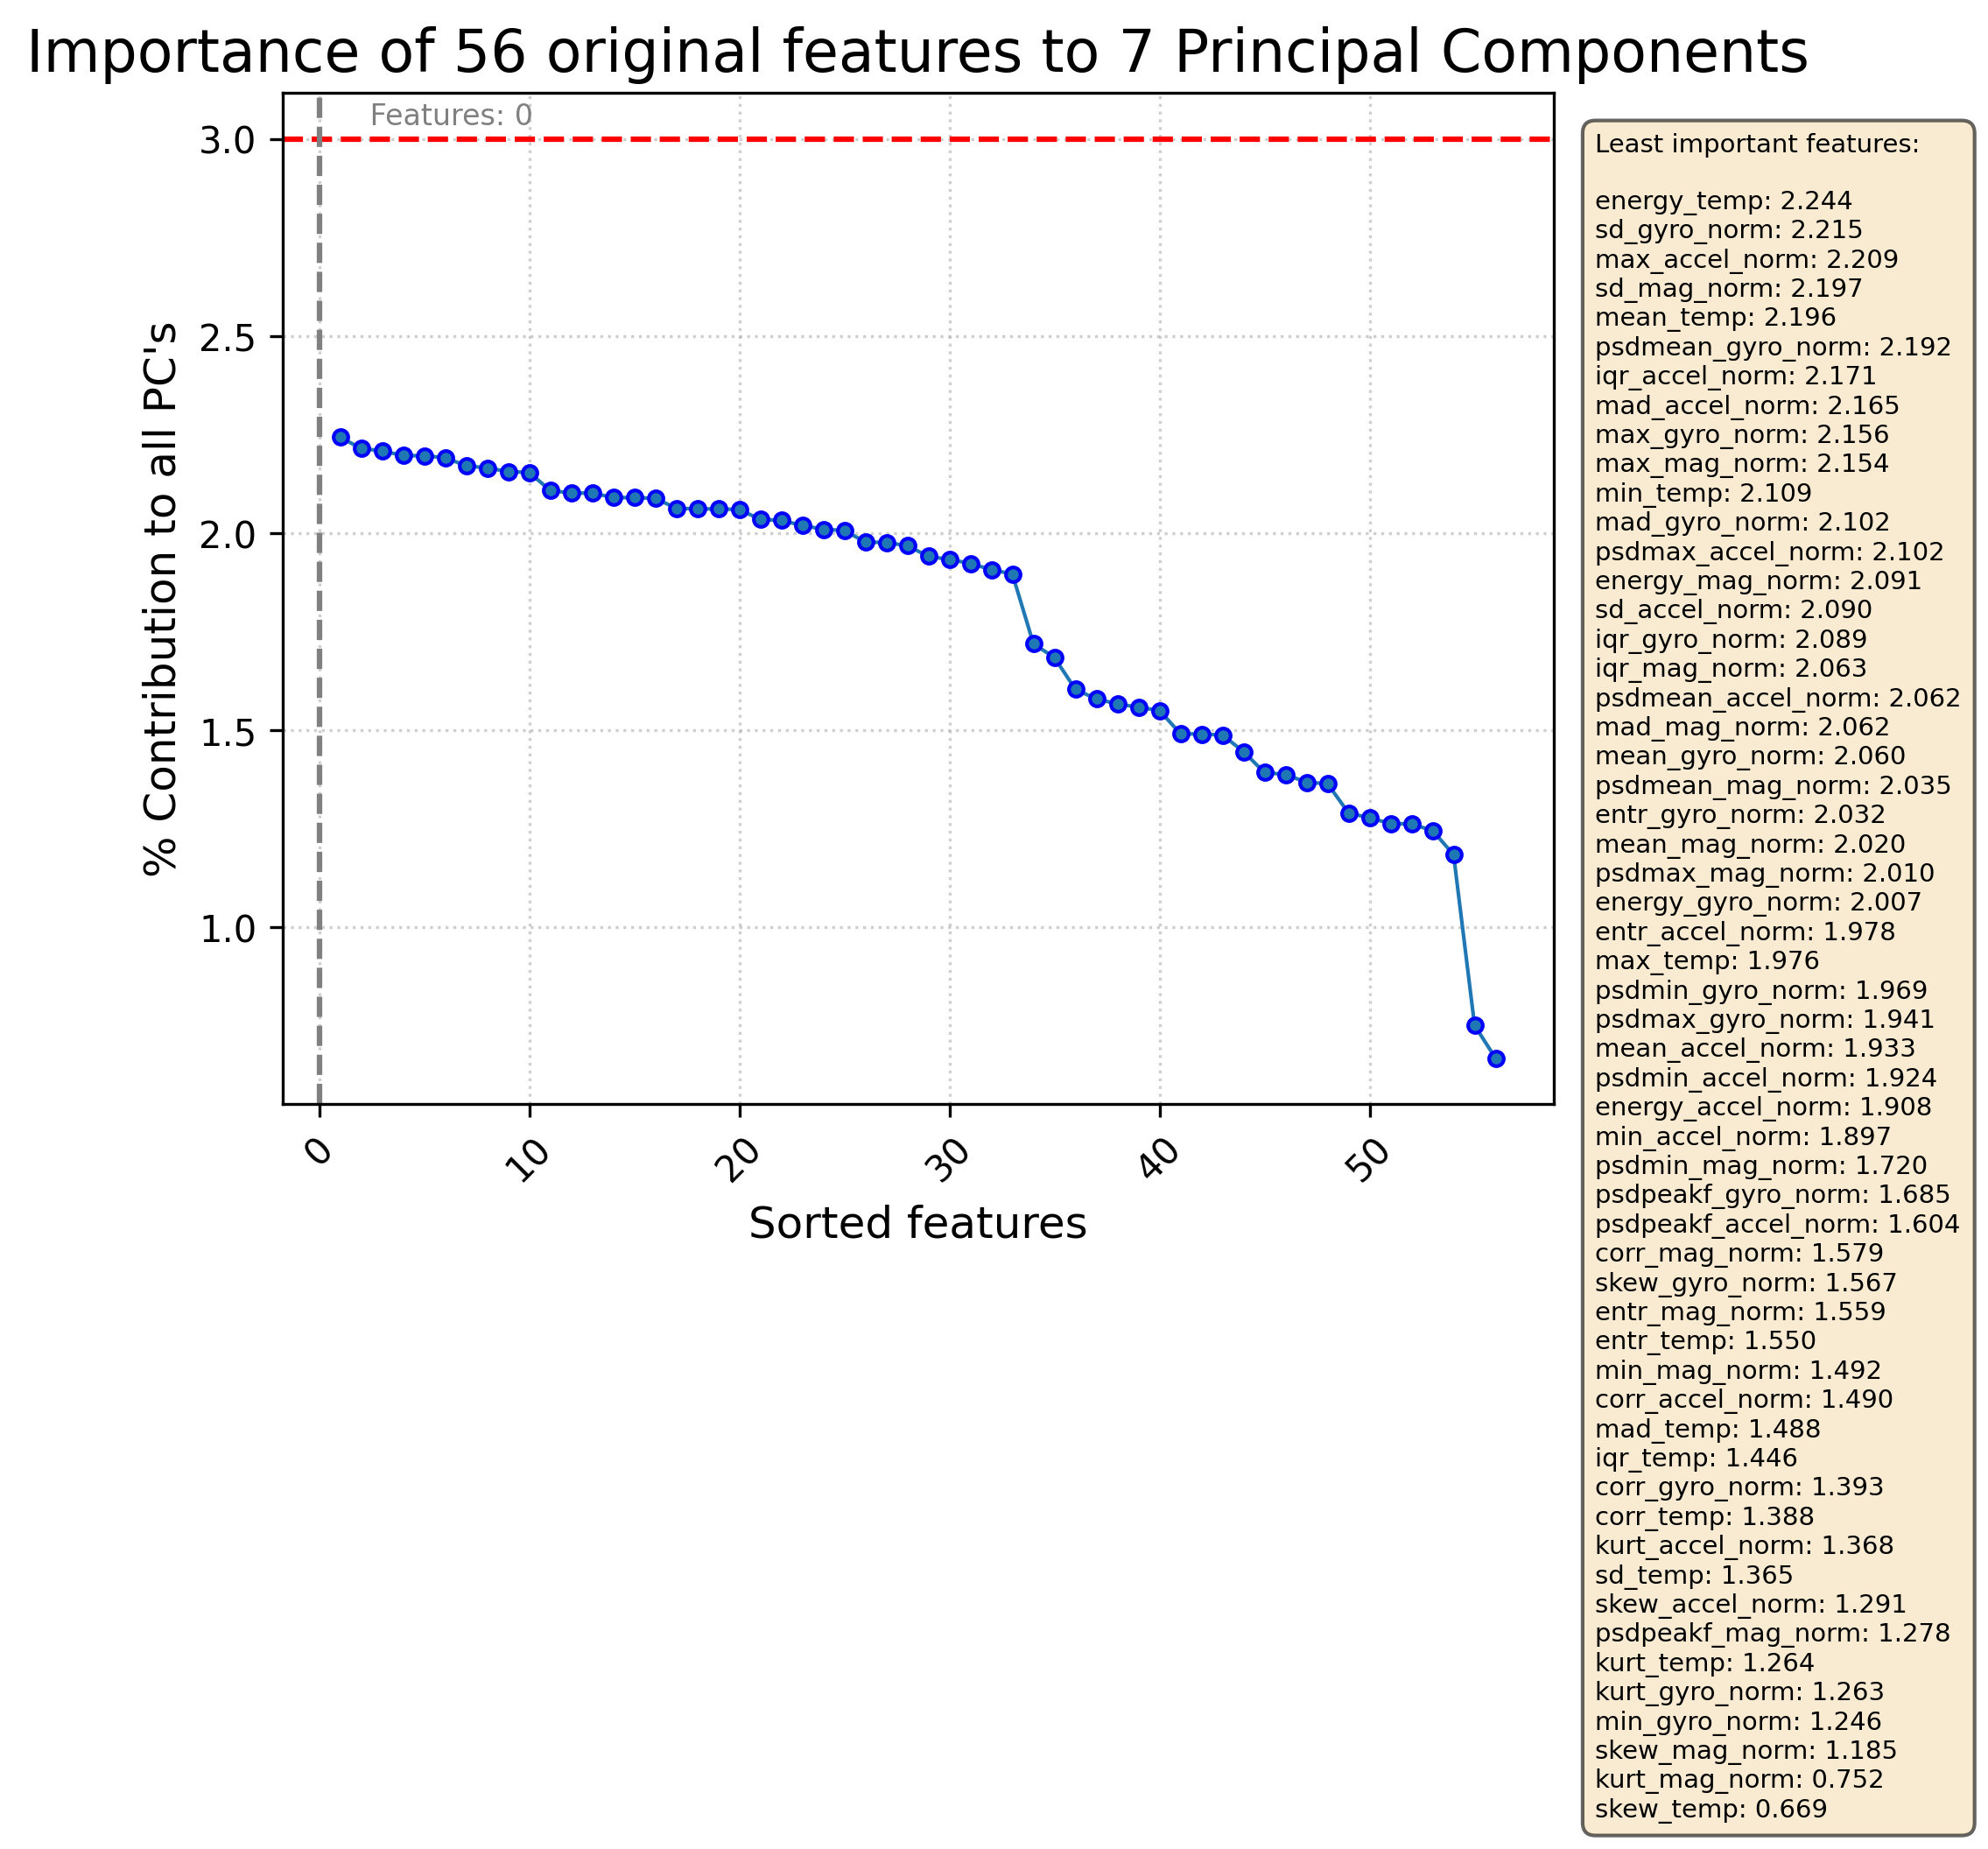 Importance of 56 original features to 7 Principal Components
Features: 0
3.0
2.5
2.0
1.5
1.0
% Contribution to all PC's
0
10
20
30
40
50
Sorted features
Least important features:
energy_temp: 2.244
sd_gyro_norm: 2.215
max_accel_norm: 2.209
sd_mag_norm: 2.197
mean_temp: 2.196
psdmean_gyro_norm: 2.192
iqr_accel_norm: 2.171
mad_accel_norm: 2.165
max_gyro_norm: 2.156
max_mag_norm: 2.154
min_temp: 2.109
mad_gyro_norm: 2.102
psdmax_accel_norm: 2.102
energy_mag_norm: 2.091
sd_accel_norm: 2.090
iqr_gyro_norm: 2.089
iqr_mag_norm: 2.063
psdmean_accel_norm: 2.062
mad_mag_norm: 2.062
mean_gyro_norm: 2.060
psdmean_mag_norm: 2.035
entr_gyro_norm: 2.032
mean_mag_norm: 2.020
psdmax_mag_norm: 2.010
energy_gyro_norm: 2.007
entr_accel_norm: 1.978
max_temp: 1.976
psdmin_gyro_norm: 1.969
psdmax_gyro_norm: 1.941
mean_accel_norm: 1.933
psdmin_accel_norm: 1.924
energy_accel_norm: 1.908
min_accel_norm: 1.897
psdmin_mag_norm: 1.720
psdpeakf_gyro_norm: 1.685
psdpeakf_accel_norm: 1.604
corr_mag_norm: 1.579
skew_gyro_norm: 1.567
entr_mag_norm: 1.559
entr_temp: 1.550
min_mag_norm: 1.492
corr_accel_norm: 1.490
mad_temp: 1.488
iqr_temp: 1.446
corr_gyro_norm: 1.393
corr_temp: 1.388
kurt_accel_norm: 1.368
sd_temp: 1.365
skew_accel_norm: 1.291
psdpeakf_mag_norm: 1.278
kurt_temp: 1.264
kurt_gyro_norm: 1.263
min_gyro_norm: 1.246
skew_mag_norm: 1.185
kurt_mag_norm: 0.752
skew_temp: 0.669